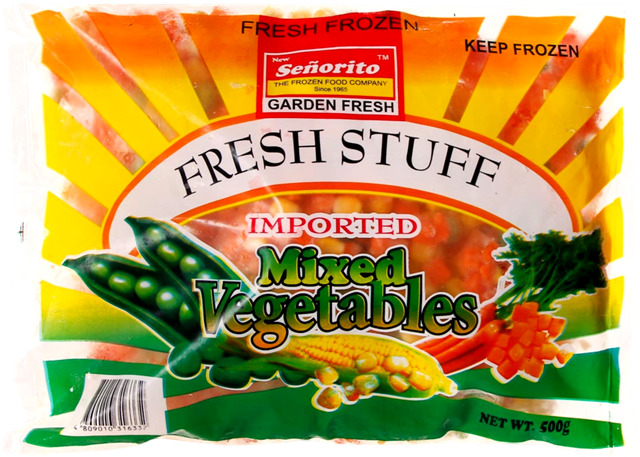 FRESH FROZEN
KEEP FROZEN
New Señorito TM
THE FROZEN FOOD COMPANY
Since 1965
GARDEN FRESH
FRESH STUFF
IMPORTED
Mixed
Vegetables
NET WT. 500g